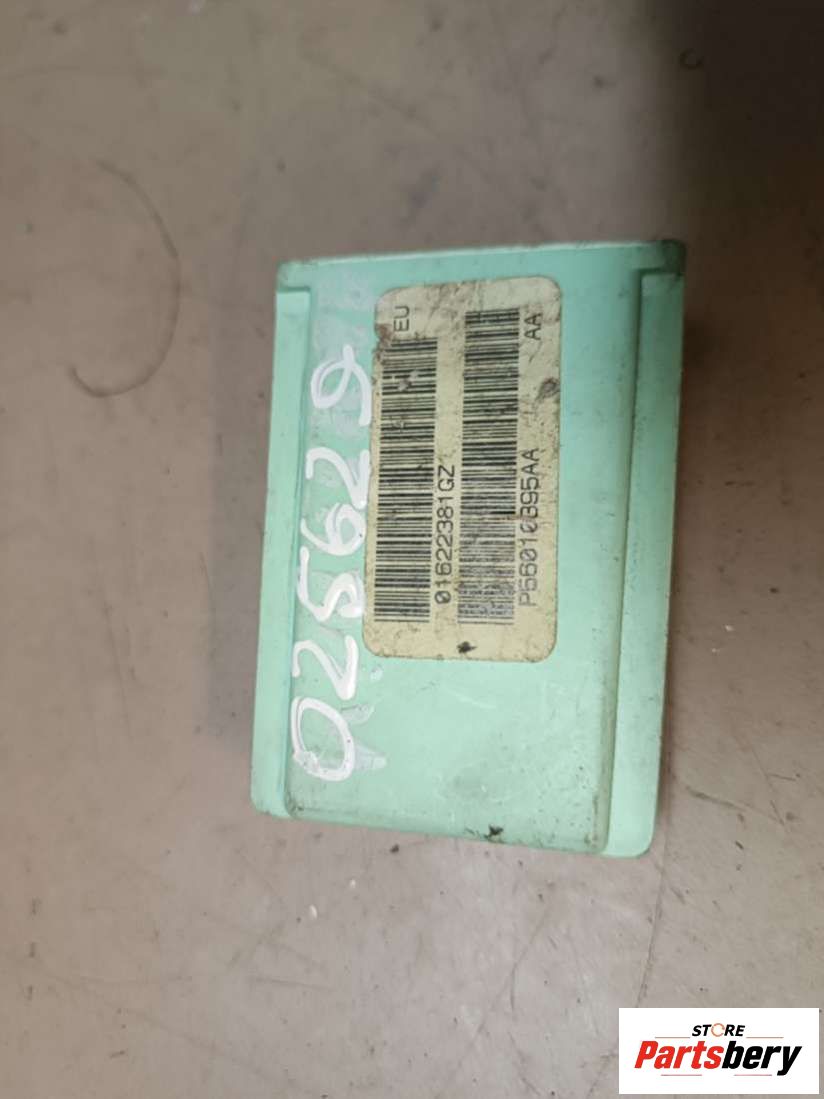 025629
EU
01622381GZ
AA
P56010395AA
STORE
Partsbery